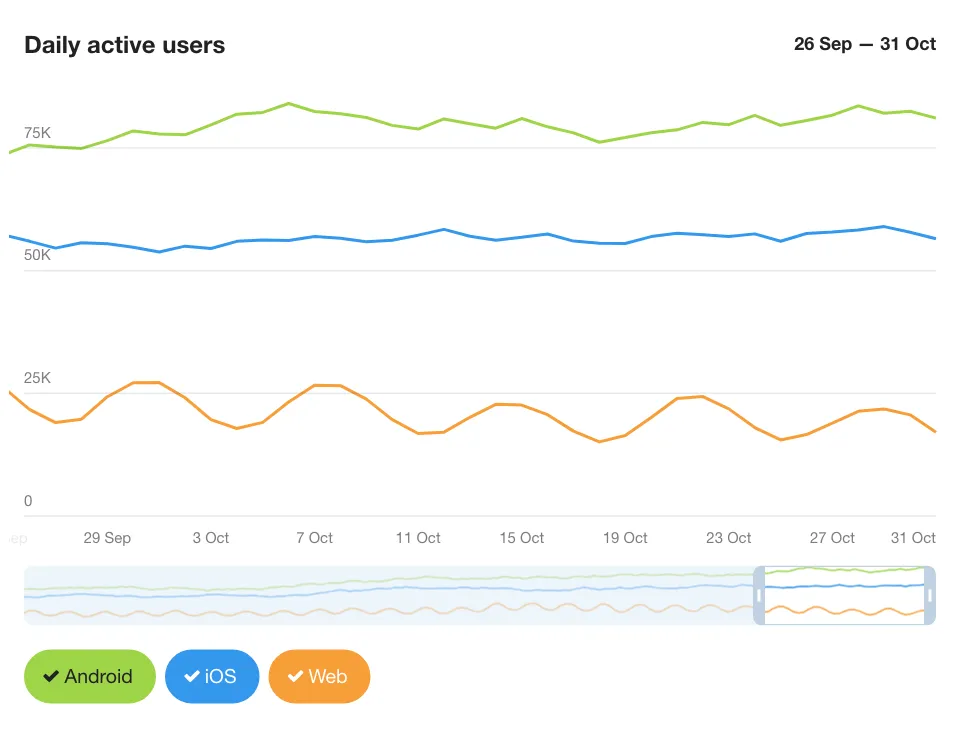 Daily active users
26 Sep — 31 Oct
75K
50K
25K
0
29 Sep 3 Oct 7 Oct 11 Oct 15 Oct 19 Oct 23 Oct 27 Oct 31 Oct
Android iOS Web